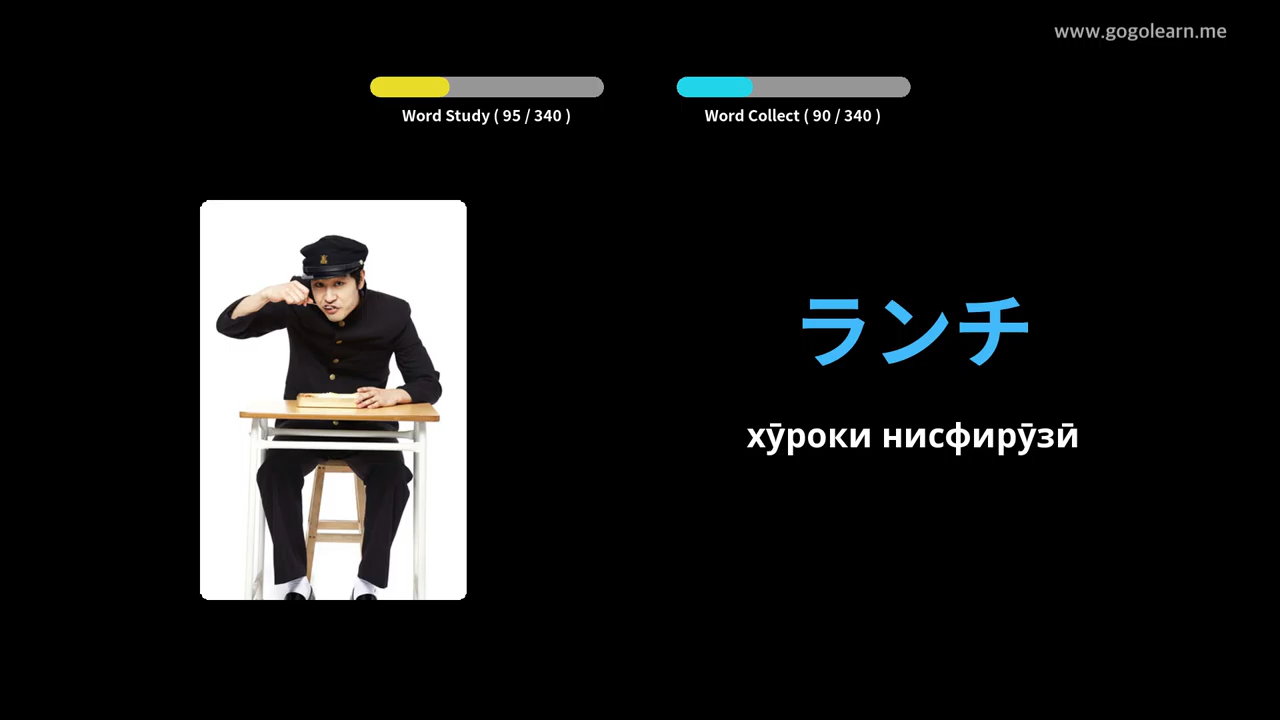 www.gogolearn.me
Word Study ( 95 / 340 )
Word Collect ( 90 / 340 )
ランチ
хӯроки нисфирӯзӣ